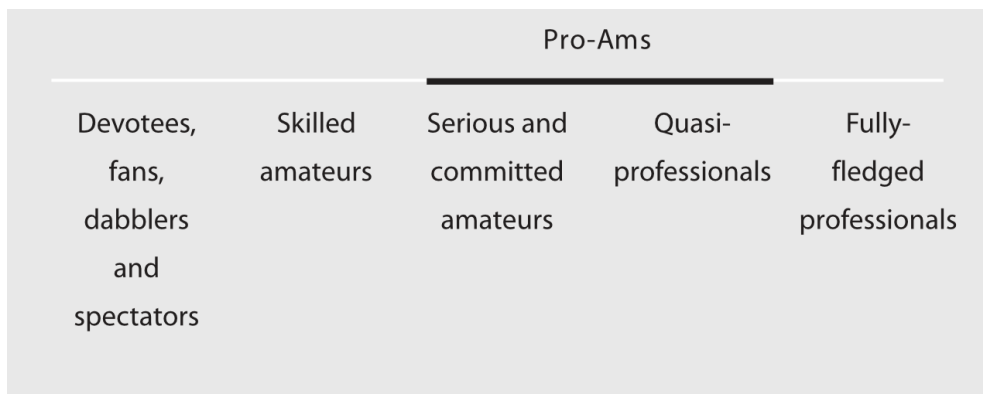 Pro-Ams
Devotees,
fans,
dabblers
and
spectators
Skilled
amateurs
Serious and
committed
amateurs
Quasi-
professionals
Fully-
fledged
professionals